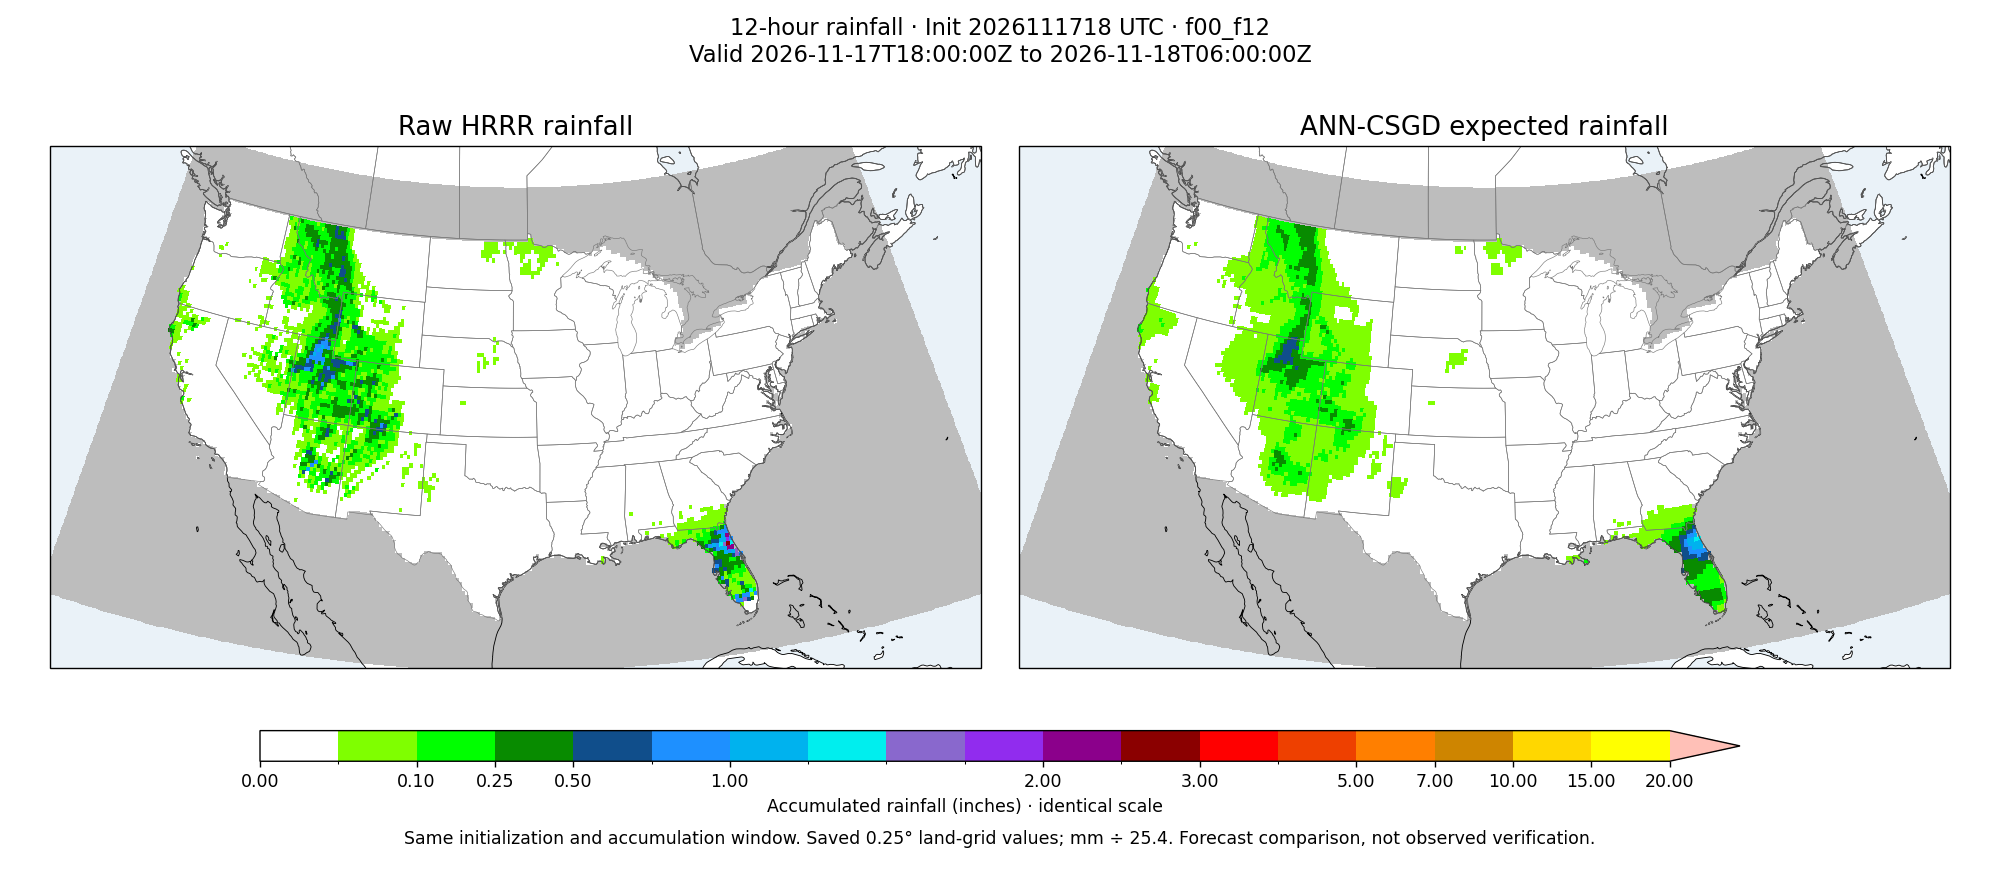 12-hour rainfall · Init 2026111718 UTC · f00_f12
Valid 2026-11-17T18:00:00Z to 2026-11-18T06:00:00Z
Raw HRRR rainfall
ANN-CSGD expected rainfall
0.00 0.10 0.25 0.50 1.00 2.00 3.00 5.00 7.00 10.00 15.00 20.00
Accumulated rainfall (inches) · identical scale
Same initialization and accumulation window. Saved 0.25° land-grid values; mm ÷ 25.4. Forecast comparison, not observed verification.